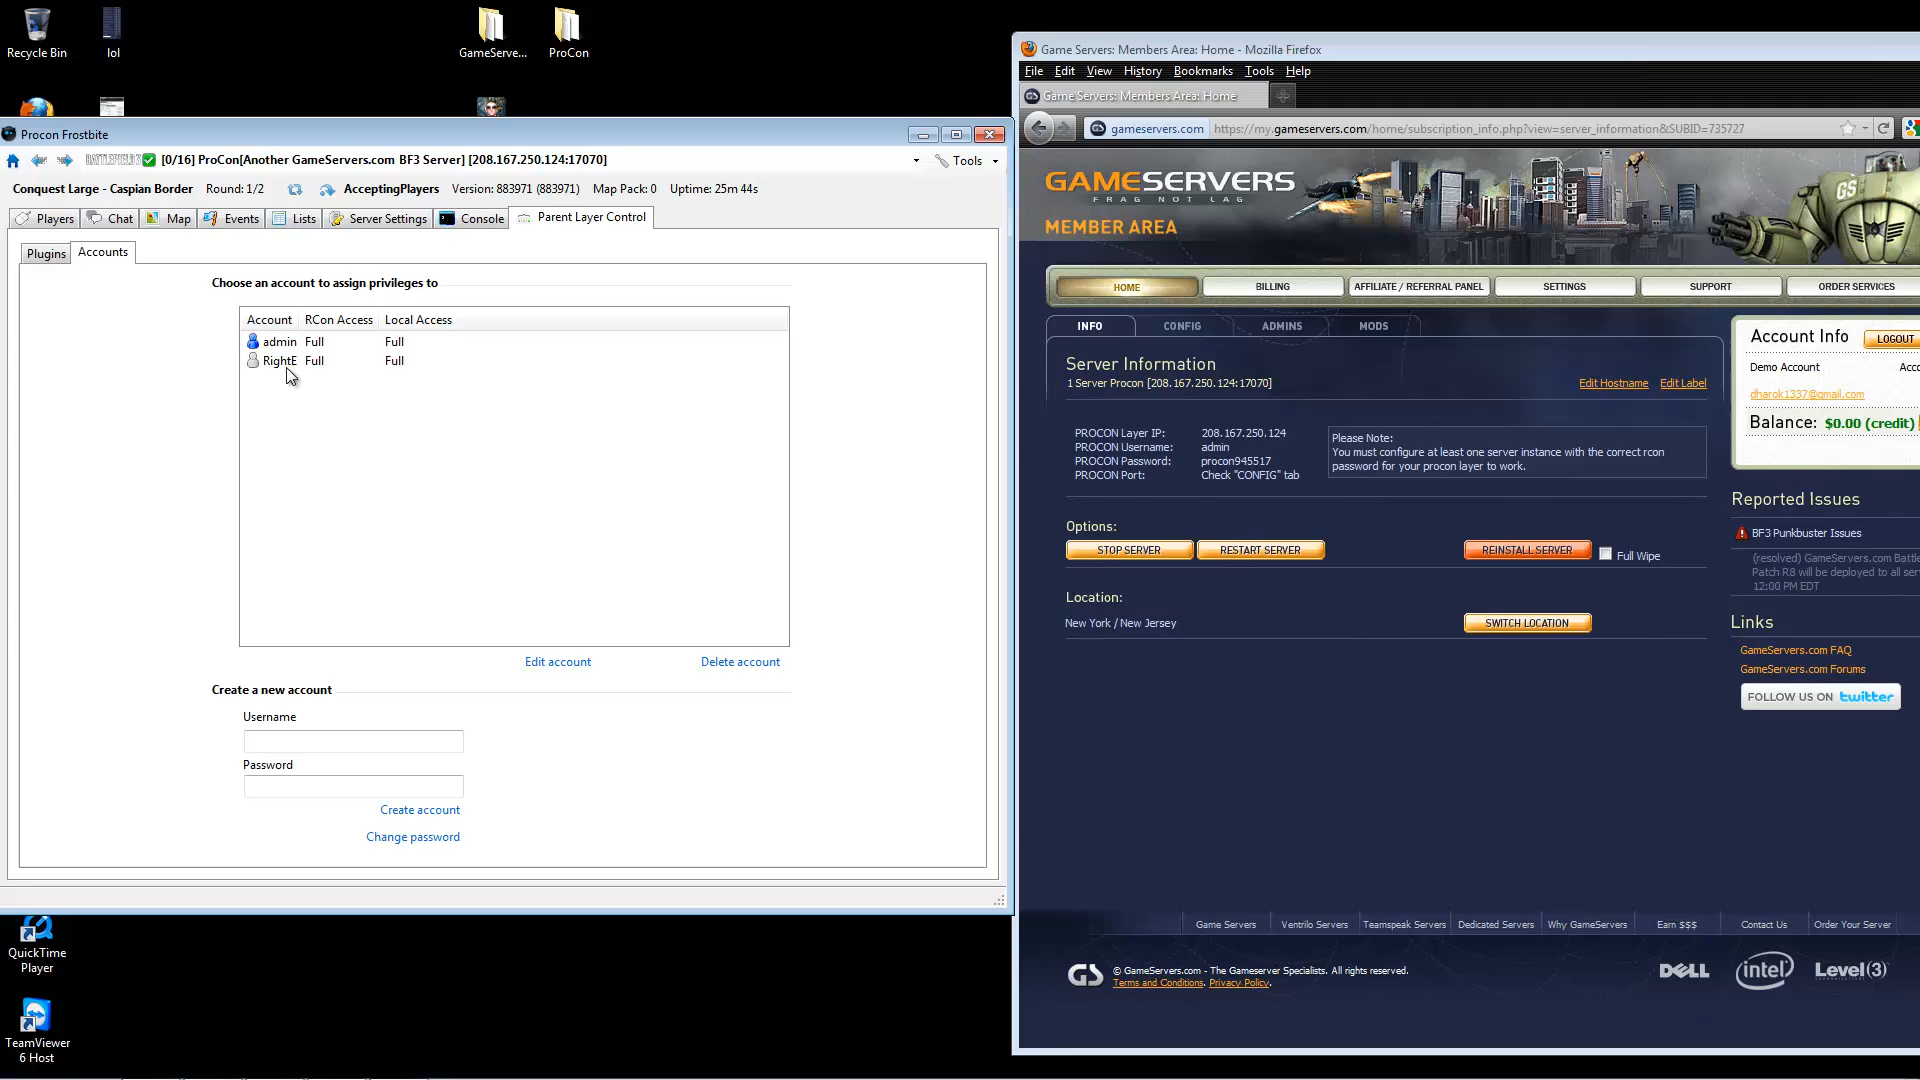 Recycle Bin
lol
GameServe...
ProCon
Procon Frostbite
BATTLEFIELD 3 [0/16] ProCon[Another GameServers.com BF3 Server] [208.167.250.124:17070]
Tools
Conquest Large - Caspian Border Round: 1/2 AcceptingPlayers Version: 883971 (883971) Map Pack: 0 Uptime: 25m 44s
Players Chat Map Events Lists Server Settings Console Parent Layer Control
Plugins Accounts
Choose an account to assign privileges to
Account RCon Access Local Access
admin Full Full
RightE Full Full
Edit account Delete account
Create a new account
Username
Password
Create account
Change password
QuickTime
Player
TeamViewer
6 Host
Game Servers: Members Area: Home - Mozilla Firefox
File Edit View History Bookmarks Tools Help
GS Game Servers: Members Area: Home
GS gameservers.com https://my.gameservers.com/home/subscription_info.php?view=server_information&SUBID=735727
GAMESERVERS
FRAG NOT LAG
MEMBER AREA
GS
HOME BILLING AFFILIATE / REFERRAL PANEL SETTINGS SUPPORT ORDER SERVICES
INFO CONFIG ADMINS MODS
Server Information
1 Server Procon [208.167.250.124:17070]
Edit Hostname Edit Label
PROCON Layer IP: 208.167.250.124
PROCON Username: admin
PROCON Password: procon945517
PROCON Port: Check "CONFIG" tab
Please Note:
You must configure at least one server instance with the correct rcon
password for your procon layer to work.
Options:
STOP SERVER RESTART SERVER REINSTALL SERVER Full Wipe
Location:
New York / New Jersey SWITCH LOCATION
Account Info LOGOUT
Demo Account Acco
dharok1337@gmail.com
Balance: $0.00 (credit)
Reported Issues
BF3 Punkbuster Issues
(resolved) GameServers.com Battle
Patch R8 will be deployed to all ser
12:00 PM EDT
Links
GameServers.com FAQ
GameServers.com Forums
FOLLOW US ON twitter
Game Servers Ventrilo Servers Teamspeak Servers Dedicated Servers Why GameServers Earn $$$ Contact Us Order Your Server
GS © GameServers.com - The Gameserver Specialists. All rights reserved.
Terms and Conditions. Privacy Policy.
DELL intel Level(3)